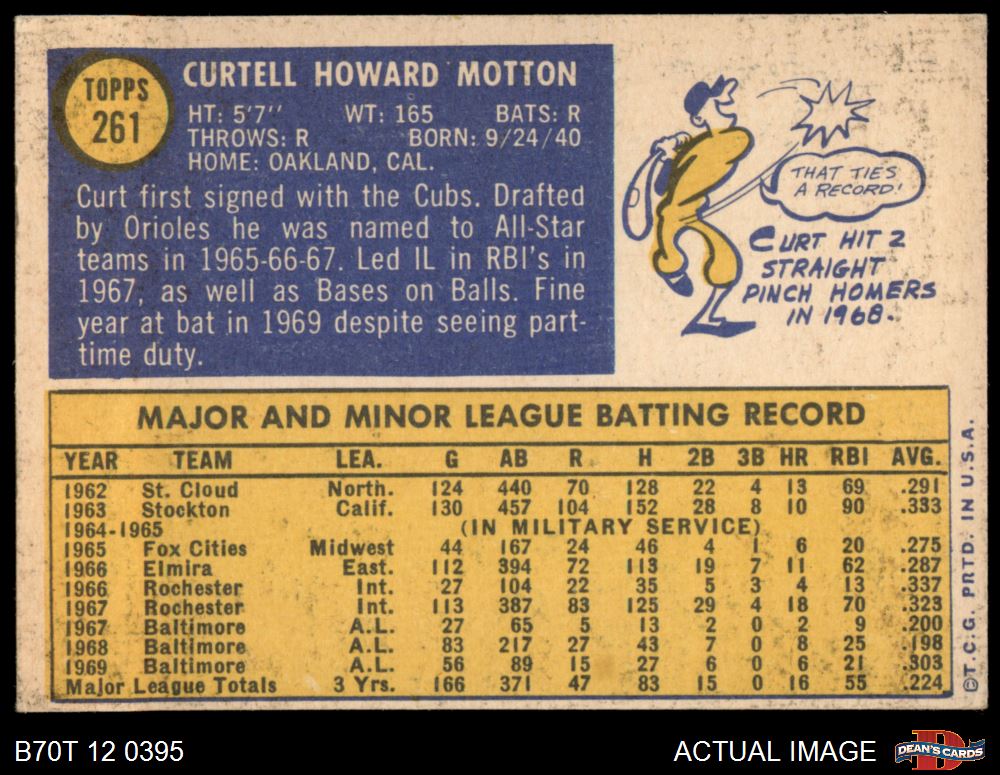 TOPPS
261
CURTELL HOWARD MOTTON
HT: 5'7'' WT: 165 BATS: R
THROWS: R BORN: 9/24/40
HOME: OAKLAND, CAL.
Curt first signed with the Cubs. Drafted
by Orioles he was named to All-Star
teams in 1965-66-67. Led IL in RBI's in
1967, as well as Bases on Balls. Fine
year at bat in 1969 despite seeing part-
time duty.
THAT TIES
A RECORD!
CURT HIT 2
STRAIGHT
PINCH HOMERS
IN 1968.
MAJOR AND MINOR LEAGUE BATTING RECORD
YEAR TEAM LEA. G AB R H 2B 3B HR RBI AVG.
1962 St. Cloud North. 124 440 70 128 22 4 13 69 .291
1963 Stockton Calif. 130 457 104 152 28 8 10 90 .333
1964-1965 (IN MILITARY SERVICE)
1965 Fox Cities Midwest 44 167 24 46 4 1 6 20 .275
1966 Elmira East. 112 394 72 113 19 7 11 62 .287
1966 Rochester Int. 27 104 22 35 5 3 4 13 .337
1967 Rochester Int. 113 387 83 125 29 4 18 70 .323
1967 Baltimore A.L. 27 65 5 13 2 0 2 9 .200
1968 Baltimore A.L. 83 217 27 43 7 0 8 25 .198
1969 Baltimore A.L. 56 89 15 27 6 0 6 21 .303
Major League Totals 3 Yrs. 166 371 47 83 15 0 16 55 .224
©T.C.G. PRTD. IN U.S.A.
B70T 12 0395
ACTUAL IMAGE
DEAN'S CARDS